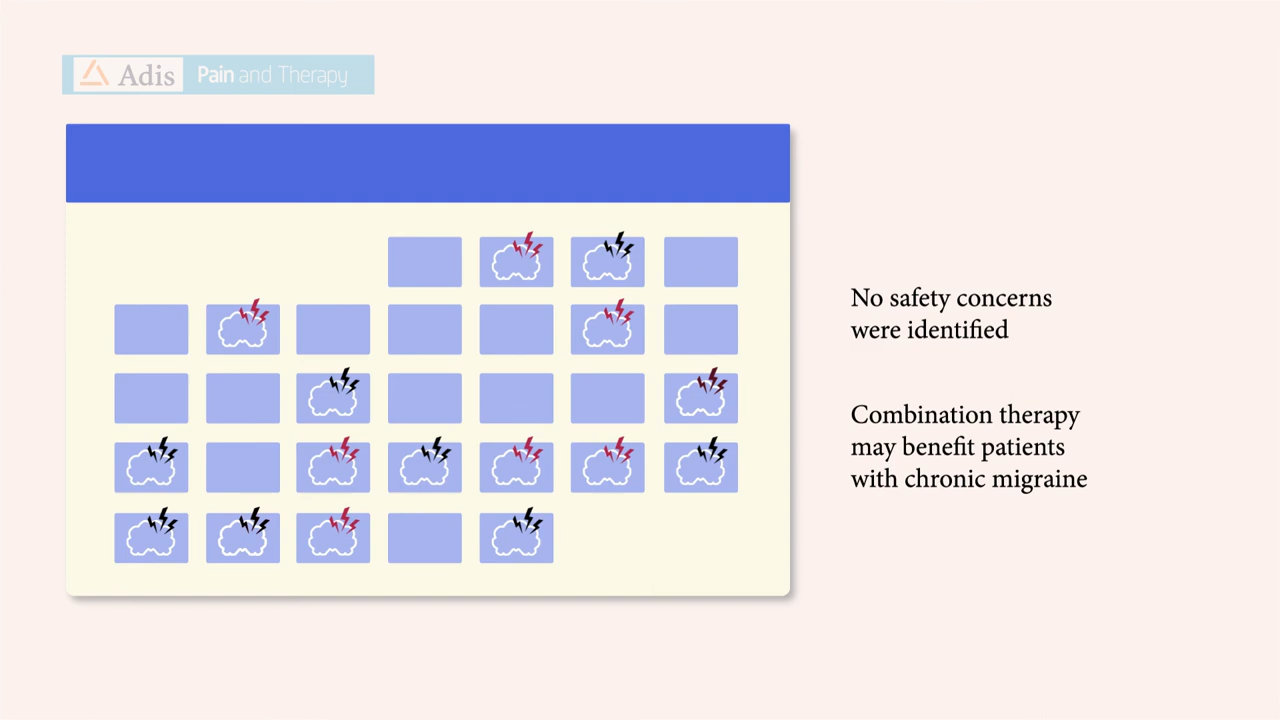 Adis Pain and Therapy
No safety concerns
were identified
Combination therapy
may benefit patients
with chronic migraine